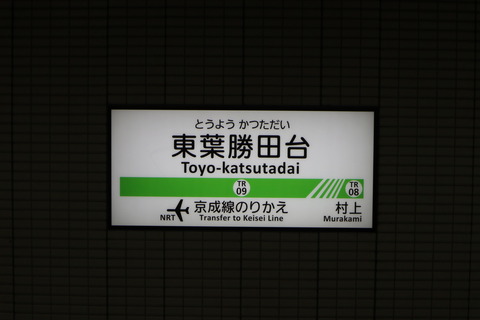 とうよう かつただい
東葉勝田台
Toyo-katsutadai
TR
09
TR
08
NRT
京成線のりかえ
Transfer to Keisei Line
村上
Murakami